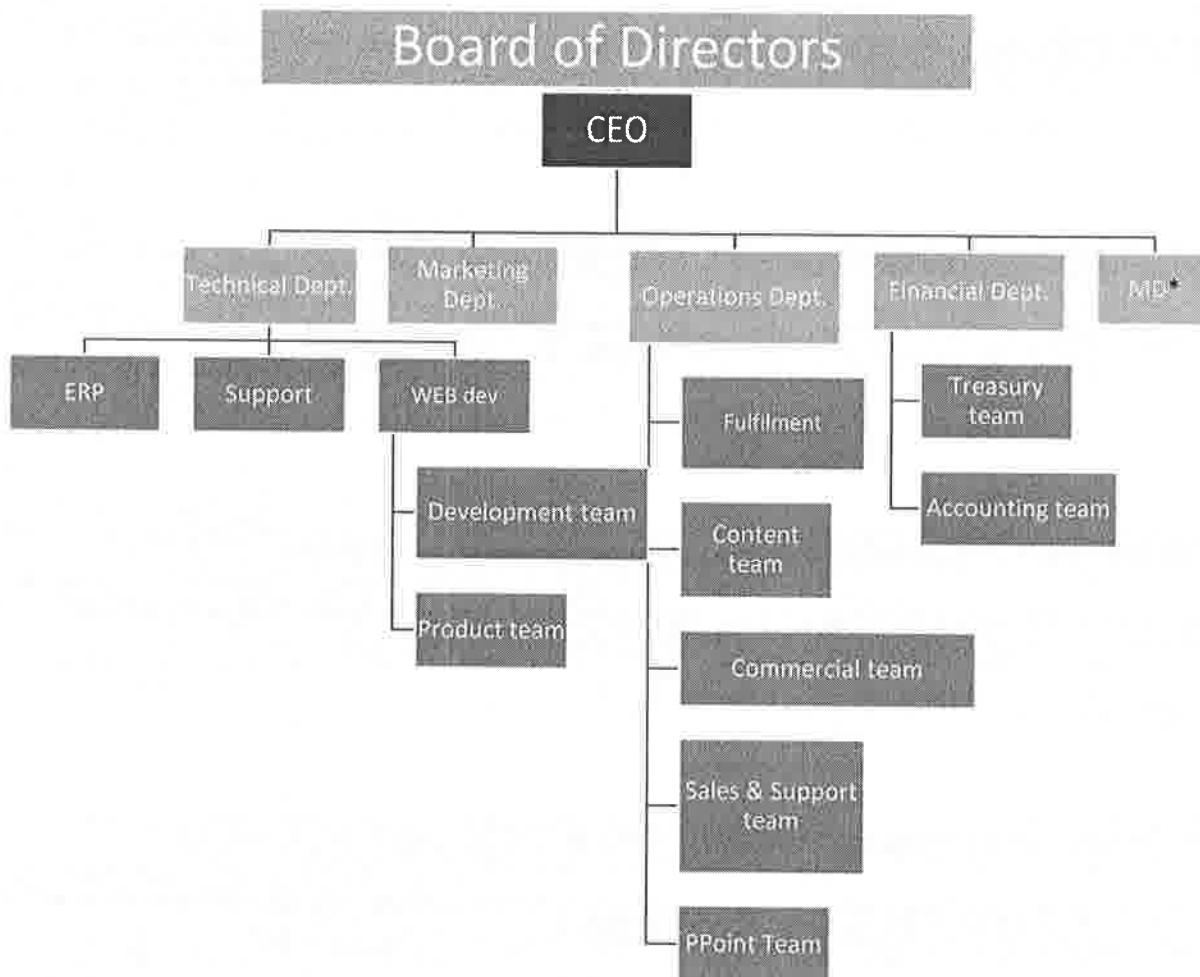 Board of Directors
CEO
Technical Dept.
Marketing
Dept.
Operations Dept.
Financial Dept.
MD*
ERP
Support
WEB dev
Development team
Product team
Fulfilment
Content
team
Commercial team
Sales & Support
team
PPoint Team
Treasury
team
Accounting team